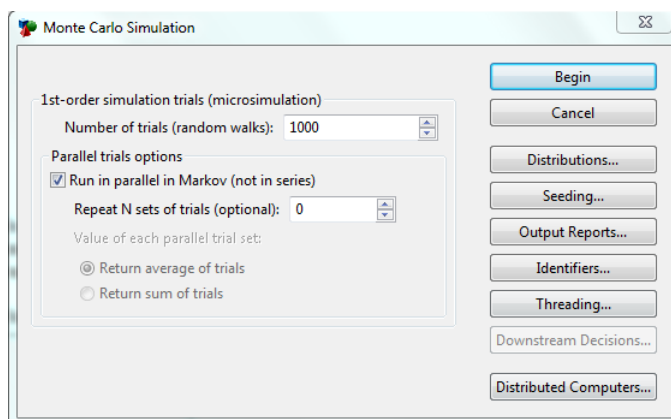 Monte Carlo Simulation
1st-order simulation trials (microsimulation)
Number of trials (random walks): 1000
Parallel trials options
Run in parallel in Markov (not in series)
Repeat N sets of trials (optional): 0
Value of each parallel trial set:
Return average of trials
Return sum of trials
Begin
Cancel
Distributions...
Seeding...
Output Reports...
Identifiers...
Threading...
Downstream Decisions...
Distributed Computers...